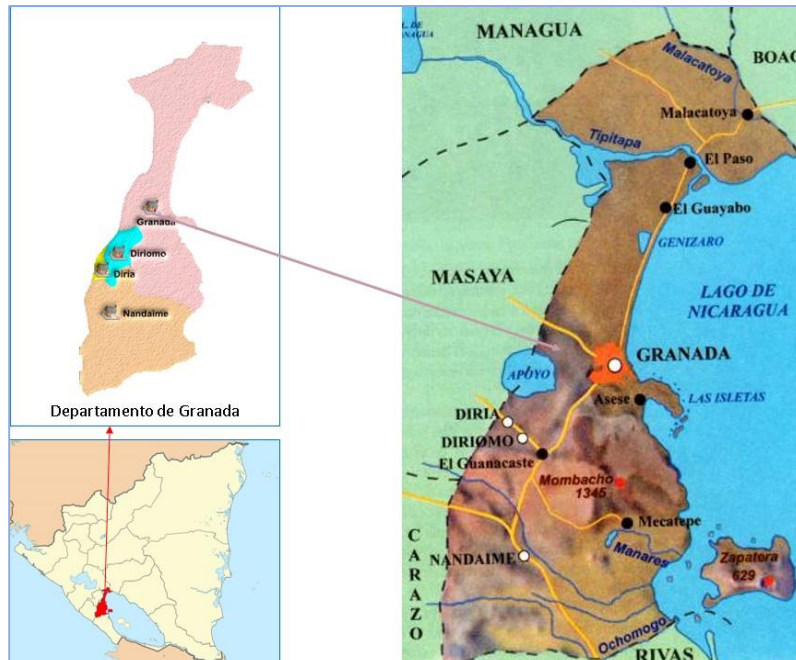 Granada
Diriomo
Diria
Nandaime
Departamento de Granada
MANAGUA
BOAC
Malacatoya
Malacatoya
Tipitapa
El Paso
El Guayabo
GENIZARO
MASAYA
LAGO DE
NICARAGUA
GRANADA
APOYO
Asese
LAS ISLETAS
DIRIA
DIRIOMO
El Guanacaste
Mombacho
1345
Mecatepe
CARAZO
NANDAIME
Manares
Zapatera
629
Ochomogo
RIVAS